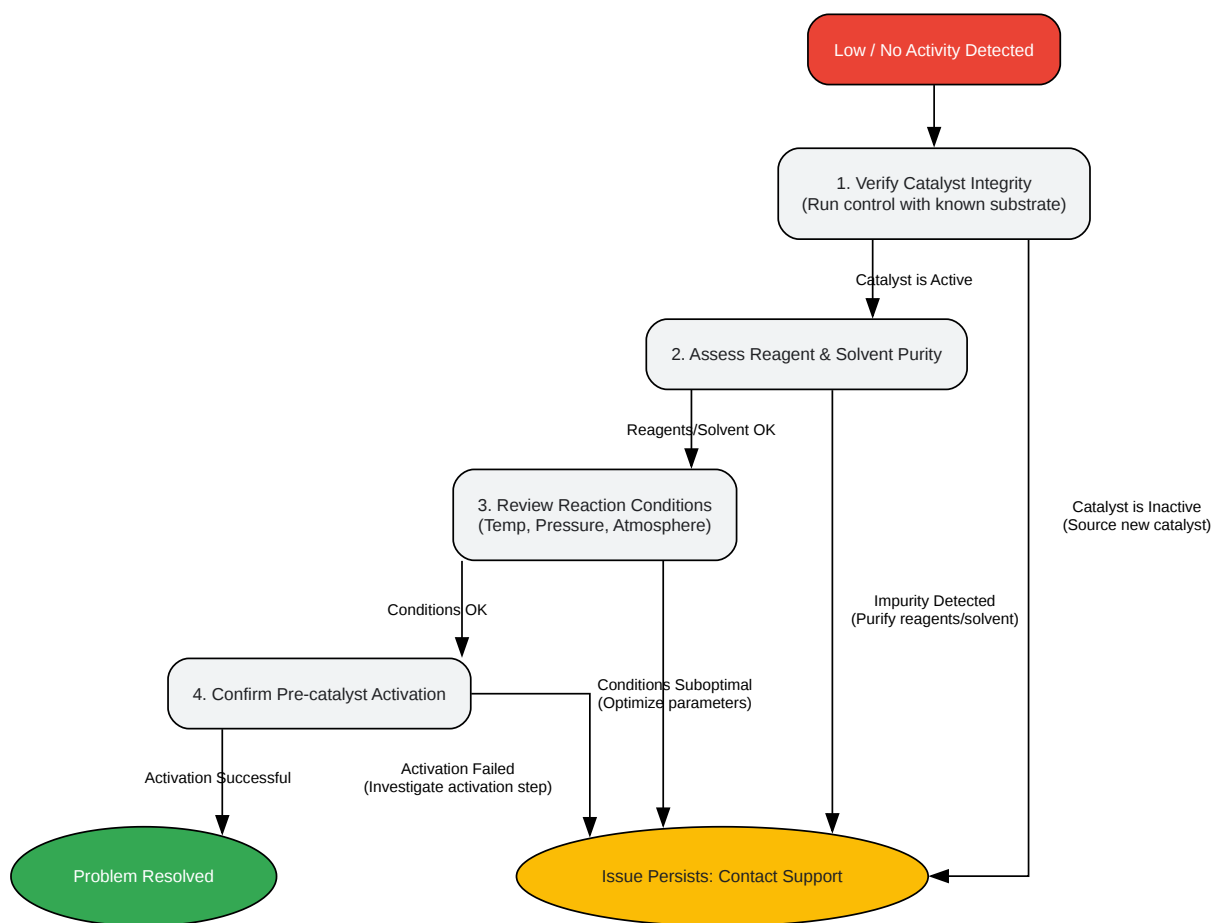 Low / No Activity Detected
1. Verify Catalyst Integrity
(Run control with known substrate)
Catalyst is Active
2. Assess Reagent & Solvent Purity
Reagents/Solvent OK
3. Review Reaction Conditions
(Temp, Pressure, Atmosphere)
Catalyst is Inactive
(Source new catalyst)
Impurity Detected
(Purify reagents/solvent)
Conditions OK
4. Confirm Pre-catalyst Activation
Conditions Suboptimal
(Optimize parameters)
Activation Successful
Activation Failed
(Investigate activation step)
Problem Resolved
Issue Persists: Contact Support